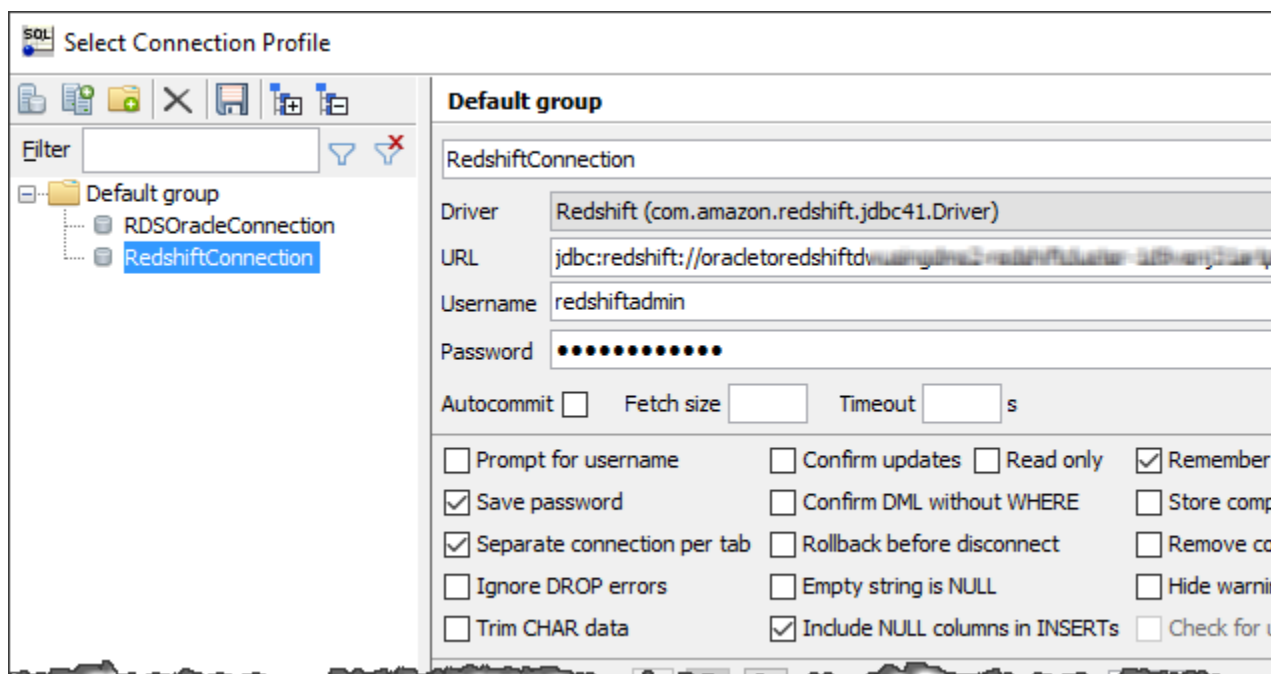 SQL Select Connection Profile
Filter
Default group
RDSOracleConnection
RedshiftConnection
Default group
RedshiftConnection
Driver Redshift (com.amazon.redshift.jdbc41.Driver)
URL jdbc:redshift://oracletoredshiftdw
Username redshiftadmin
Password ●●●●●●●●●●●●
Autocommit Fetch size Timeout s
Prompt for username Confirm updates Read only Remember
Save password Confirm DML without WHERE Store comp
Separate connection per tab Rollback before disconnect Remove co
Ignore DROP errors Empty string is NULL Hide warni
Trim CHAR data Include NULL columns in INSERTs Check for u